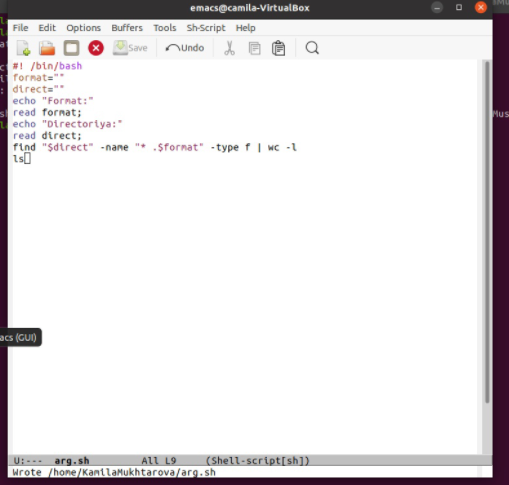 emacs@camila-VirtualBox
File Edit Options Buffers Tools Sh-Script Help
Save Undo
#! /bin/bash
format=""
direct=""
echo "Format:"
read format;
echo "Directoriya:"
read direct;
find "$direct" -name "* .$format" -type f | wc -l
ls
acs (GUI)
U:--- arg.sh All L9 (Shell-script[sh])
Wrote /home/KamilaMukhtarova/arg.sh